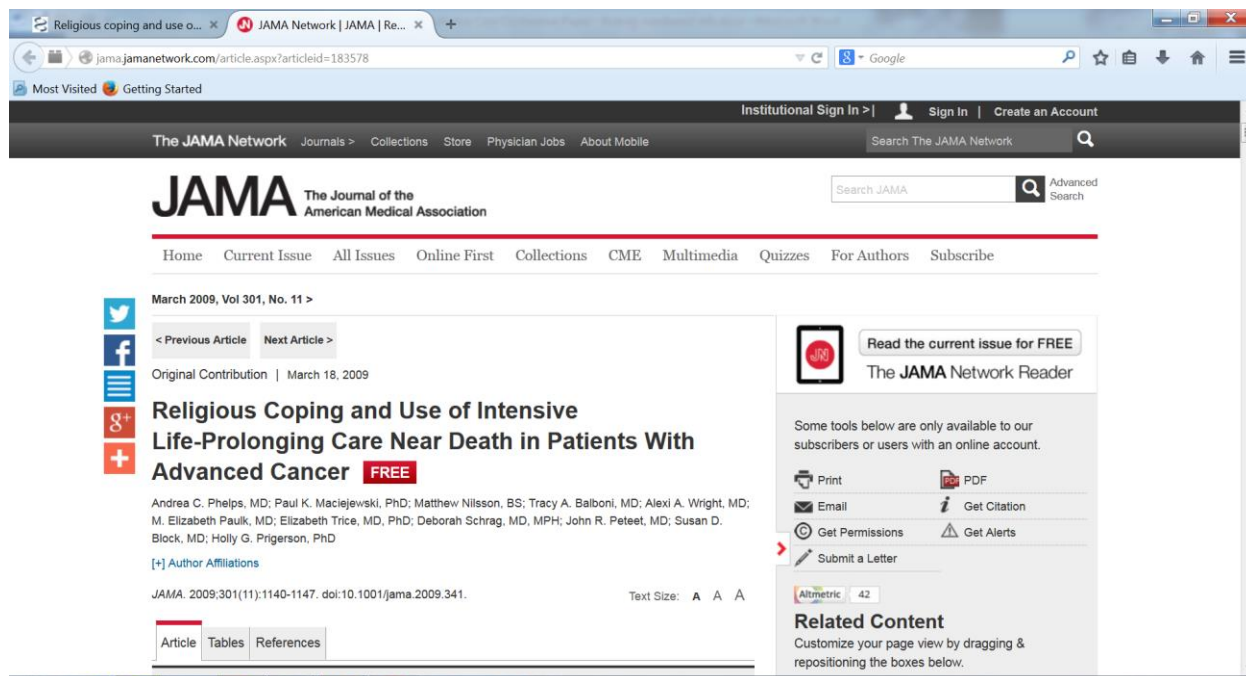 Religious coping and use o... × JAMA Network | JAMA | Re... × +
jama.jamanetwork.com/article.aspx?articleid=183578 Google
Most Visited Getting Started
Institutional Sign In >| Sign In | Create an Account
The JAMA Network Journals > Collections Store Physician Jobs About Mobile Search The JAMA Network
JAMA The Journal of the
American Medical Association
Search JAMA Advanced
Search
Home Current Issue All Issues Online First Collections CME Multimedia Quizzes For Authors Subscribe
March 2009, Vol 301, No. 11 >
< Previous Article Next Article >
Original Contribution | March 18, 2009
Religious Coping and Use of Intensive
Life-Prolonging Care Near Death in Patients With
Advanced Cancer FREE
Andrea C. Phelps, MD; Paul K. Maciejewski, PhD; Matthew Nilsson, BS; Tracy A. Balboni, MD; Alexi A. Wright, MD;
M. Elizabeth Paulk, MD; Elizabeth Trice, MD, PhD; Deborah Schrag, MD, MPH; John R. Peteet, MD; Susan D.
Block, MD; Holly G. Prigerson, PhD
[+] Author Affiliations
JAMA. 2009;301(11):1140-1147. doi:10.1001/jama.2009.341. Text Size: A A A
Article Tables References
Read the current issue for FREE
The JAMA Network Reader
Some tools below are only available to our
subscribers or users with an online account.
Print PDF
Email Get Citation
Get Permissions Get Alerts
Submit a Letter
Altmetric 42
Related Content
Customize your page view by dragging &
repositioning the boxes below.